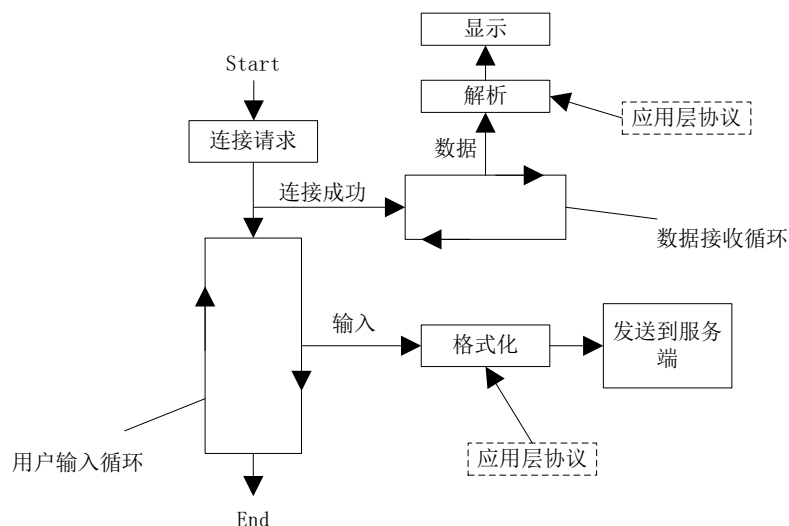 显示
Start
解析
应用层协议
连接请求
数据
连接成功
数据接收循环
输入
格式化
发送到服务
端
用户输入循环
应用层协议
End